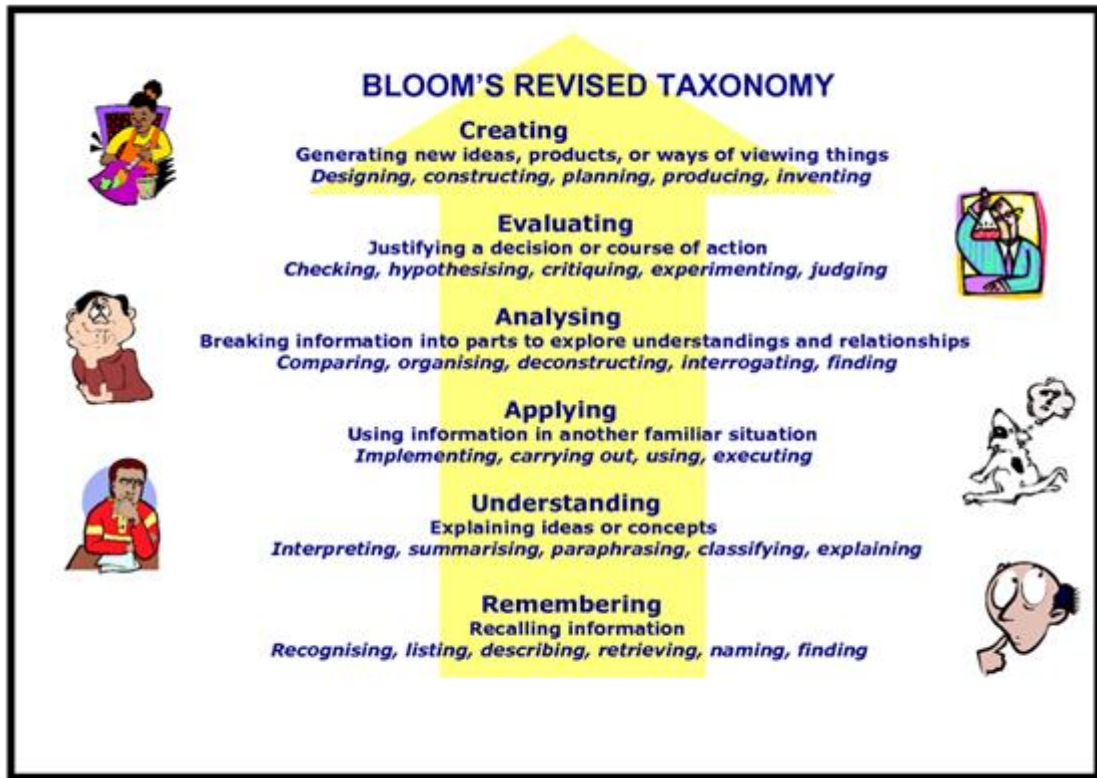 BLOOM'S REVISED TAXONOMY
Creating
Generating new ideas, products, or ways of viewing things
Designing, constructing, planning, producing, inventing
Evaluating
Justifying a decision or course of action
Checking, hypothesising, critiquing, experimenting, judging
Analysing
Breaking information into parts to explore understandings and relationships
Comparing, organising, deconstructing, interrogating, finding
Applying
Using information in another familiar situation
Implementing, carrying out, using, executing
Understanding
Explaining ideas or concepts
Interpreting, summarising, paraphrasing, classifying, explaining
Remembering
Recalling information
Recognising, listing, describing, retrieving, naming, finding